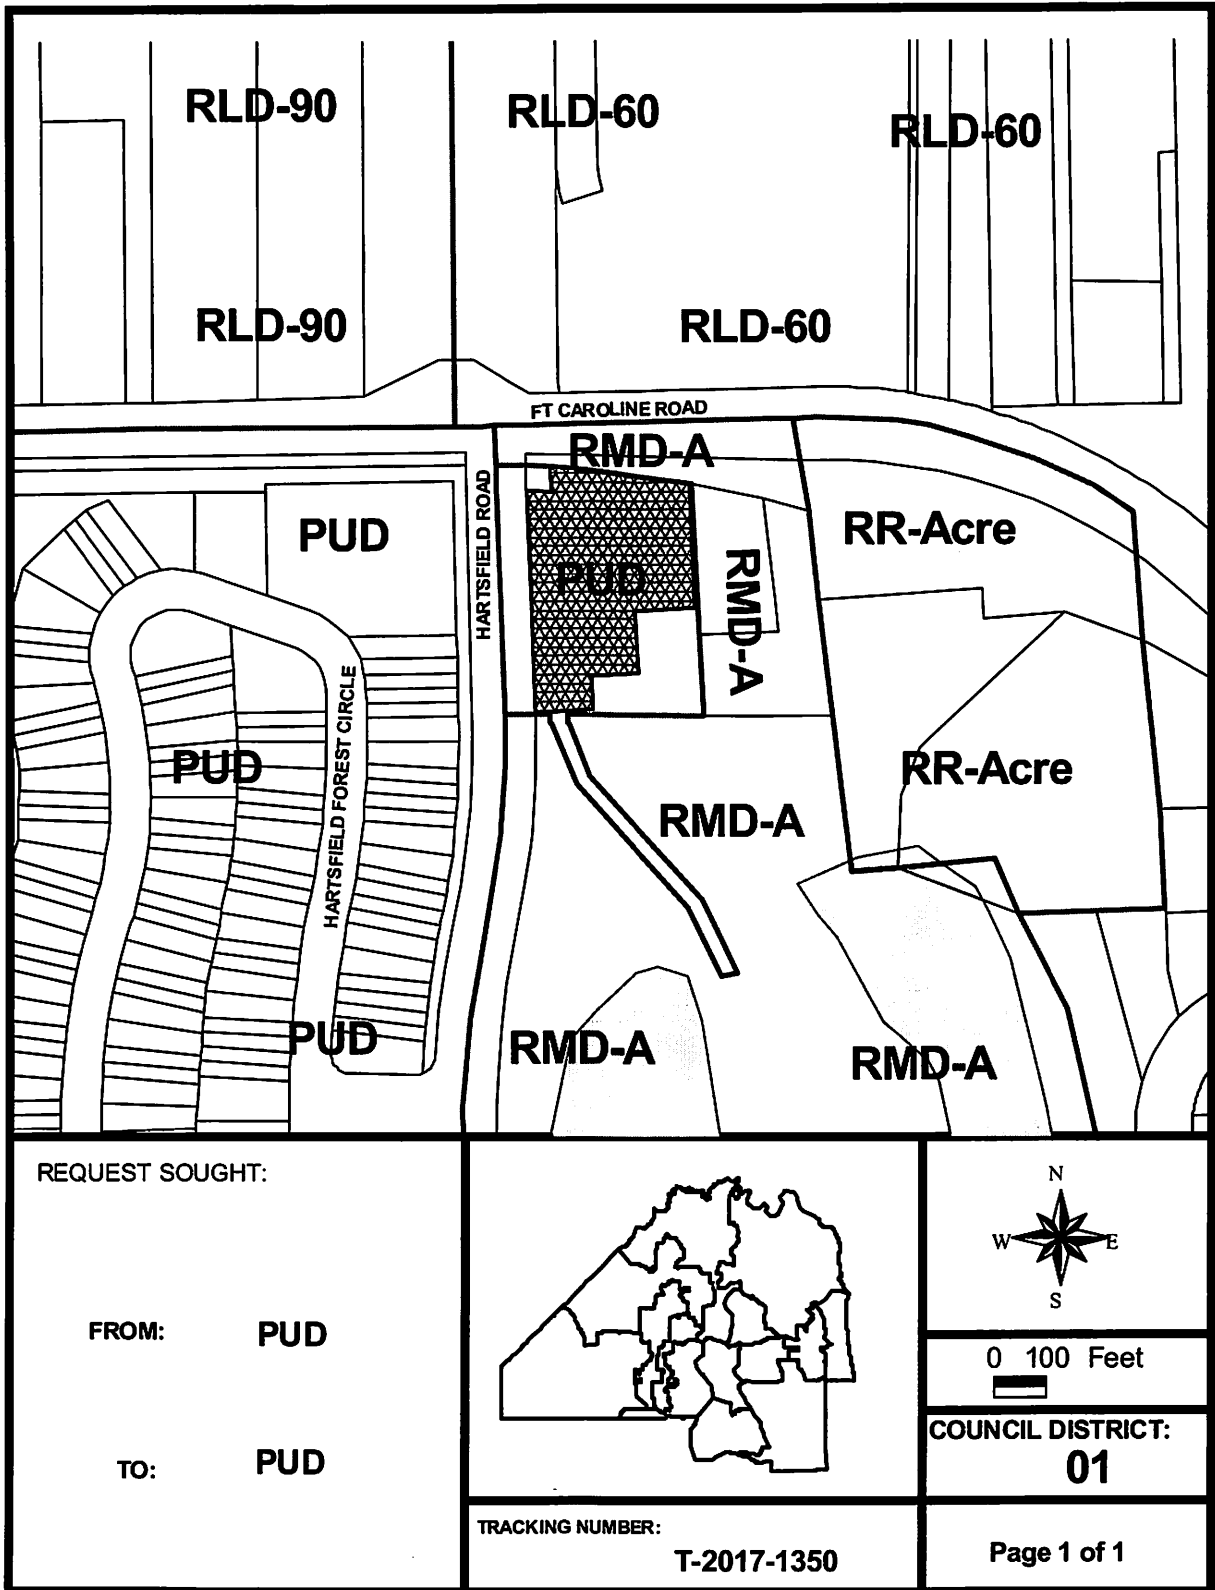 RLD-90
RLD-60
RLD-60
RLD-90
RLD-60
FT CAROLINE ROAD
RMD-A
HARTSFIELD ROAD
PUD
RR-Acre
PUD
RMD-A
HARTSFIELD FOREST CIRCLE
PUD
RR-Acre
RMD-A
PUD
RMD-A
RMD-A
REQUEST SOUGHT:
FROM: PUD
TO: PUD
N
W E
S
0 100 Feet
COUNCIL DISTRICT:
01
TRACKING NUMBER:
T-2017-1350
Page 1 of 1